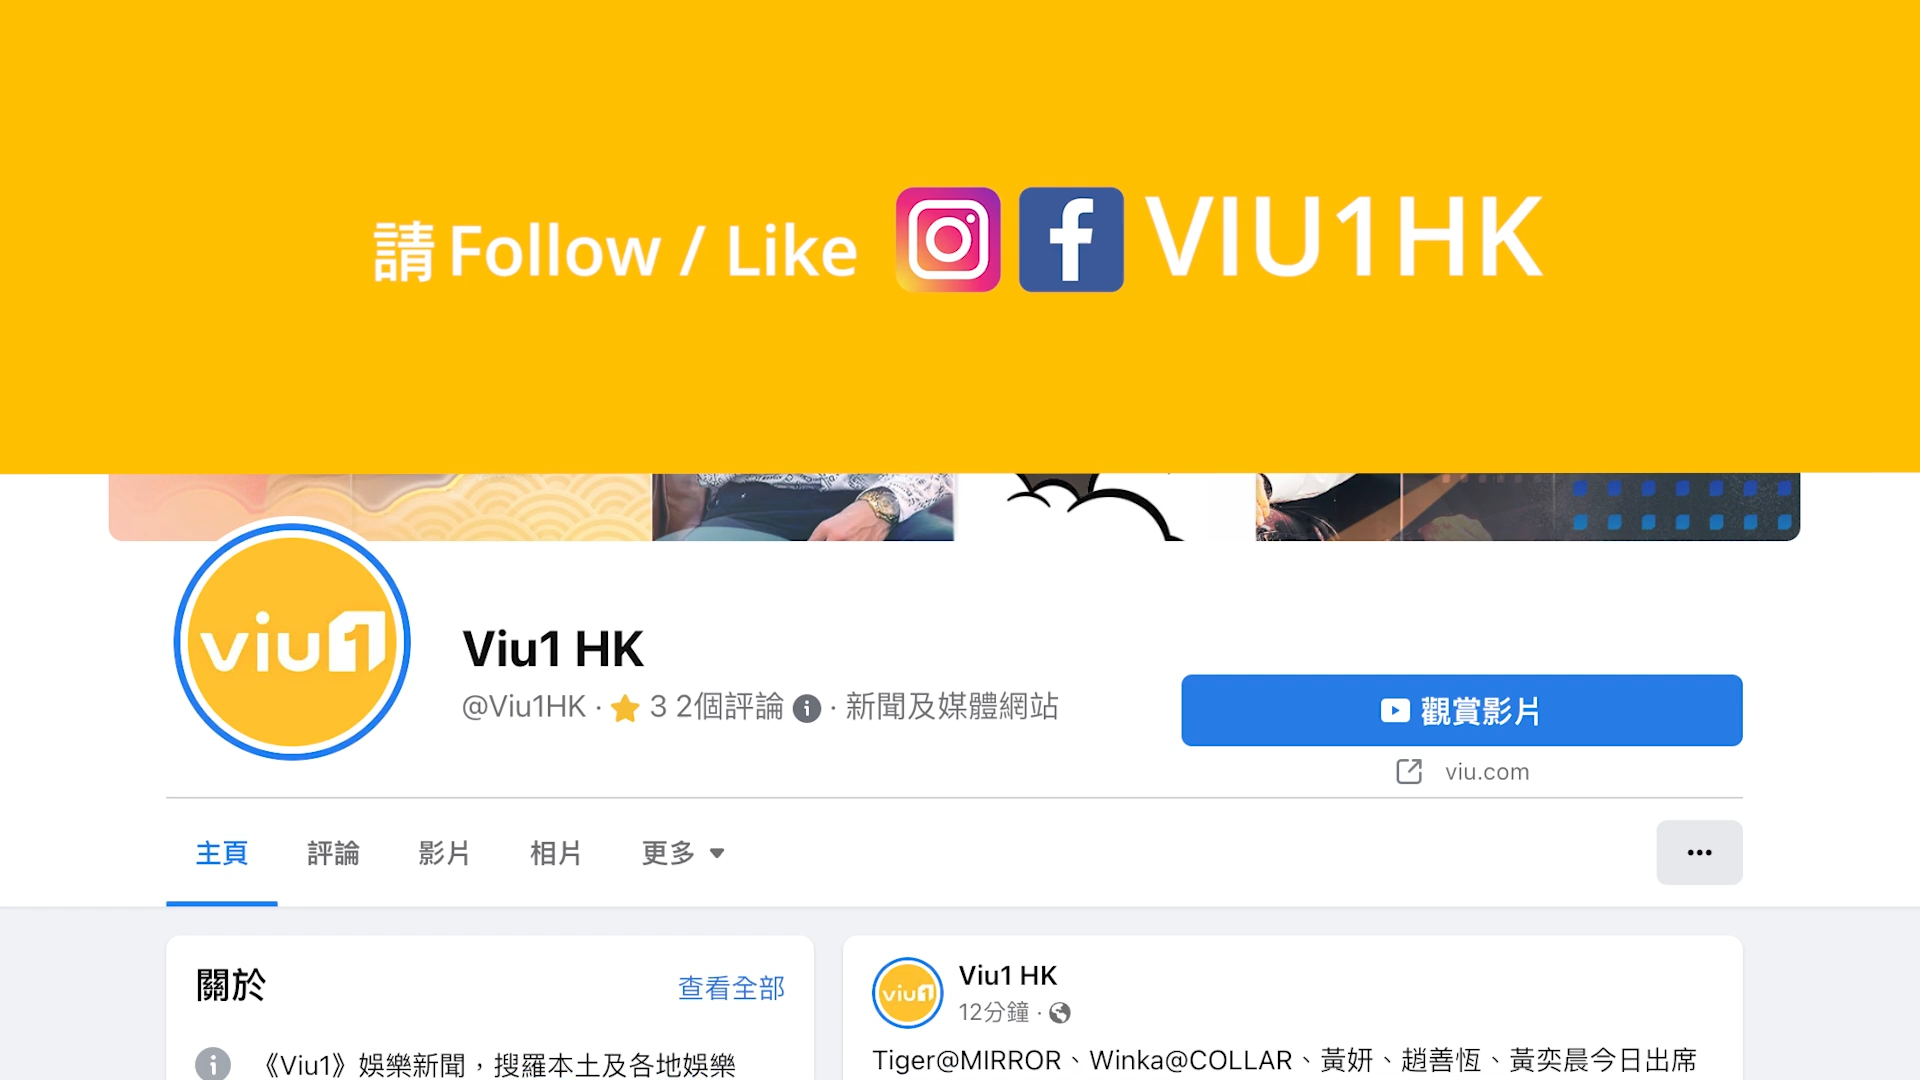 請 Follow / Like VIU1HK
viu1
Viu1 HK
@Viu1HK · 3 2個評論 · 新聞及媒體網站
觀賞影片
viu.com
主頁 評論 影片 相片 更多
關於 查看全部
《Viu1》娛樂新聞，搜羅本土及各地娛樂
viu1
Viu1 HK
12分鐘 ·
Tiger@MIRROR、Winka@COLLAR、黃妍、趙善恆、黃奕晨今日出席